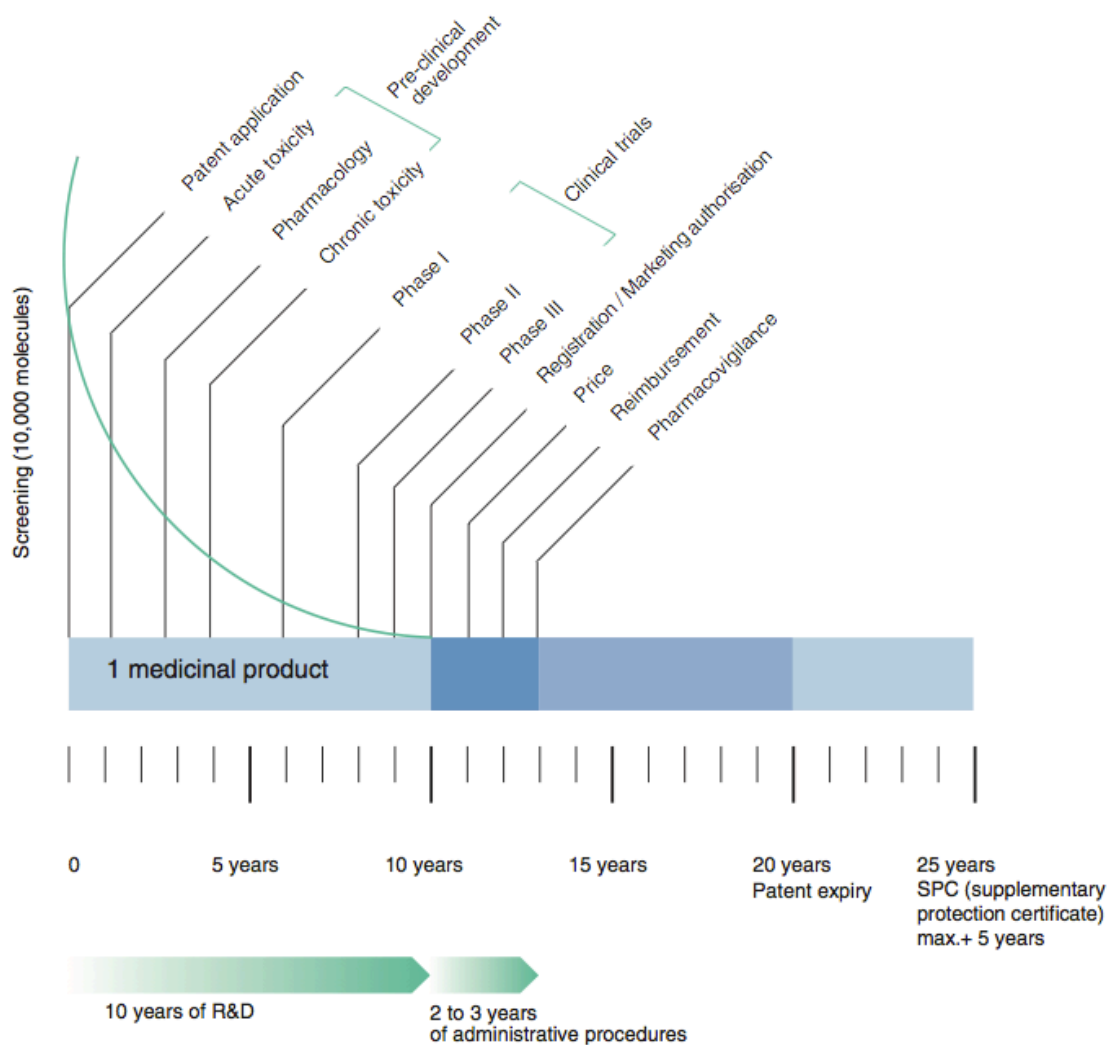 Pre-clinical
development
Patent application
Acute toxicity
Pharmacology
Chronic toxicity
Clinical trials
Phase I
Phase II
Phase III
Registration / Marketing authorisation
Price
Reimbursement
Pharmacovigilance
Screening (10,000 molecules)
1 medicinal product
0
5 years
10 years
15 years
20 years
Patent expiry
25 years
SPC (supplementary
protection certificate)
max.+ 5 years
10 years of R&D
2 to 3 years
of administrative procedures